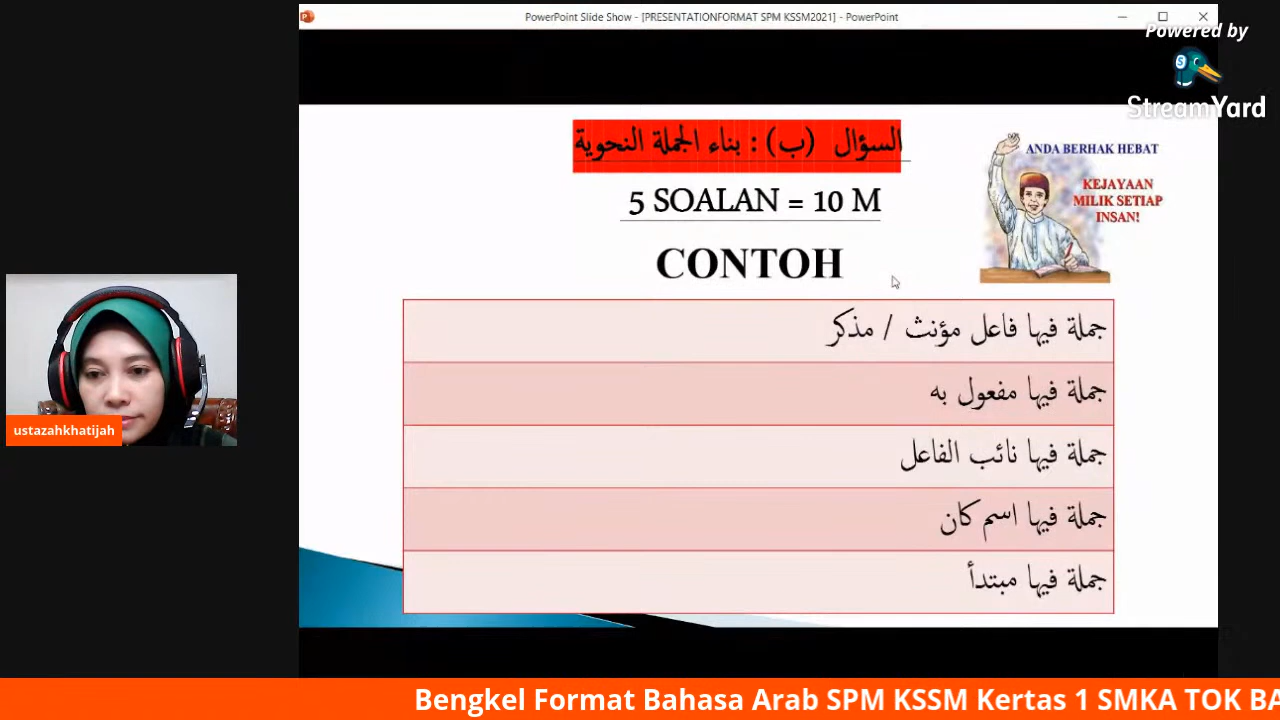 PowerPoint Slide Show - [PRESENTATIONFORMAT SPM KSSM2021] - PowerPoint
Powered by
StreamYard
السؤال (ب) : بناء الجملة النحوية
5 SOALAN = 10 M
CONTOH
ANDA BERHAK HEBAT
KEJAYAAN
MILIK SETIAP
INSAN!
جملة فيها فاعل مؤنث / مذكر
جملة فيها مفعول به
جملة فيها نائب الفاعل
جملة فيها اسم كان
جملة فيها مبتدأ
ustazahkhatijah
Bengkel Format Bahasa Arab SPM KSSM Kertas 1 SMKA TOK BA